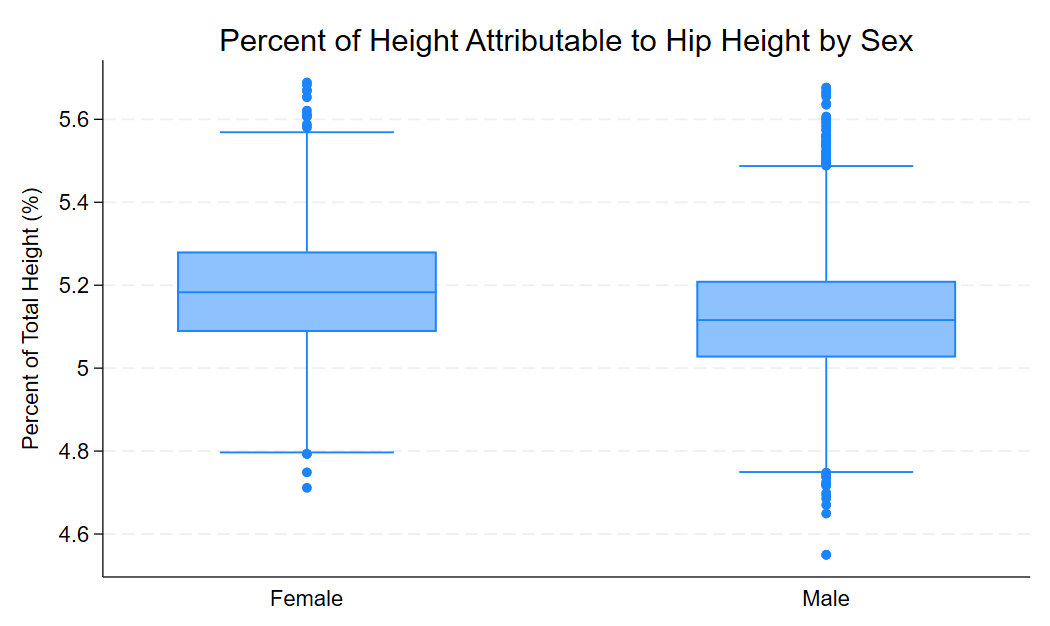 Percent of Height Attributable to Hip Height by Sex
Percent of Total Height (%)
5.6
5.4
5.2
5
4.8
4.6
Female
Male